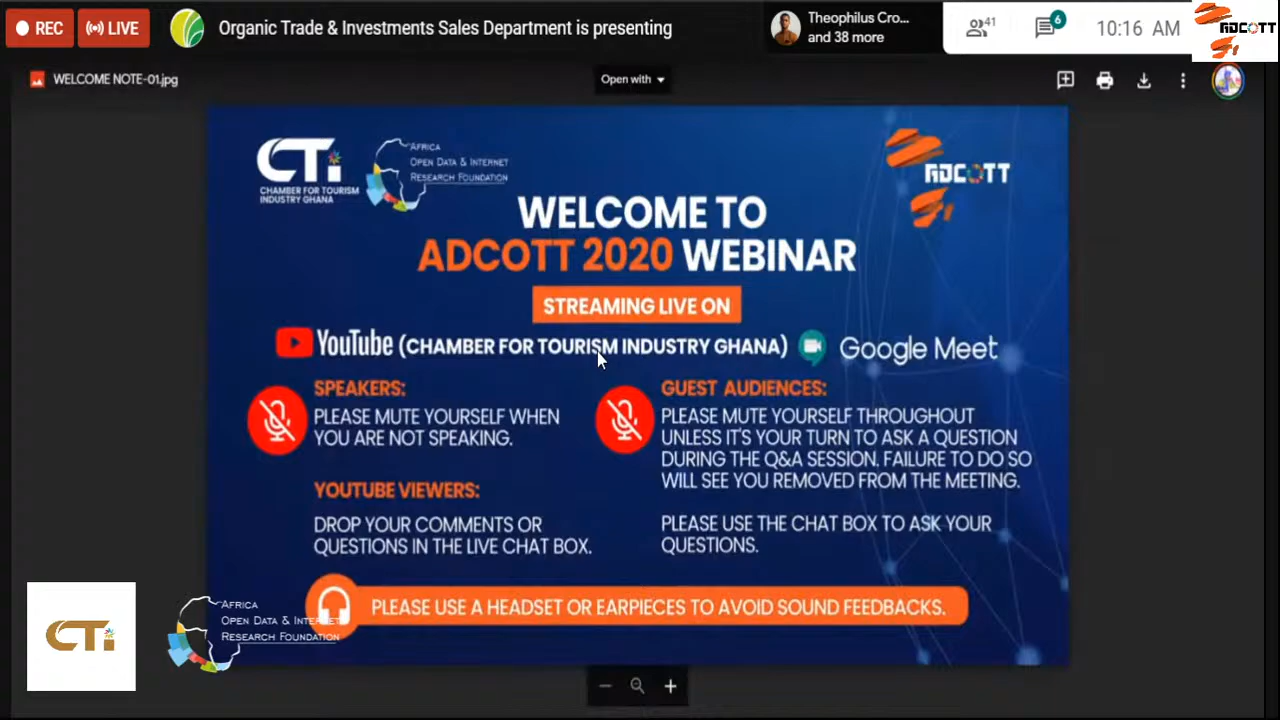 REC
LIVE
Organic Trade & Investments Sales Department is presenting
Theophilus Cro...
and 38 more
41
6
10:16 AM
ADCOTT
WELCOME NOTE-01.jpg
Open with
CTi
CHAMBER FOR TOURISM
INDUSTRY GHANA
AFRICA
OPEN DATA & INTERNET
RESEARCH FOUNDATION
ADCOTT
WELCOME TO
ADCOTT 2020 WEBINAR
STREAMING LIVE ON
YouTube (CHAMBER FOR TOURISM INDUSTRY GHANA)
Google Meet
SPEAKERS:
PLEASE MUTE YOURSELF WHEN
YOU ARE NOT SPEAKING.
YOUTUBE VIEWERS:
DROP YOUR COMMENTS OR
QUESTIONS IN THE LIVE CHAT BOX.
GUEST AUDIENCES:
PLEASE MUTE YOURSELF THROUGHOUT
UNLESS IT'S YOUR TURN TO ASK A QUESTION
DURING THE Q&A SESSION. FAILURE TO DO SO
WILL SEE YOU REMOVED FROM THE MEETING.
PLEASE USE THE CHAT BOX TO ASK YOUR
QUESTIONS.
PLEASE USE A HEADSET OR EARPIECES TO AVOID SOUND FEEDBACKS.
CTi
AFRICA
OPEN DATA & INTERNET
RESEARCH FOUNDATION